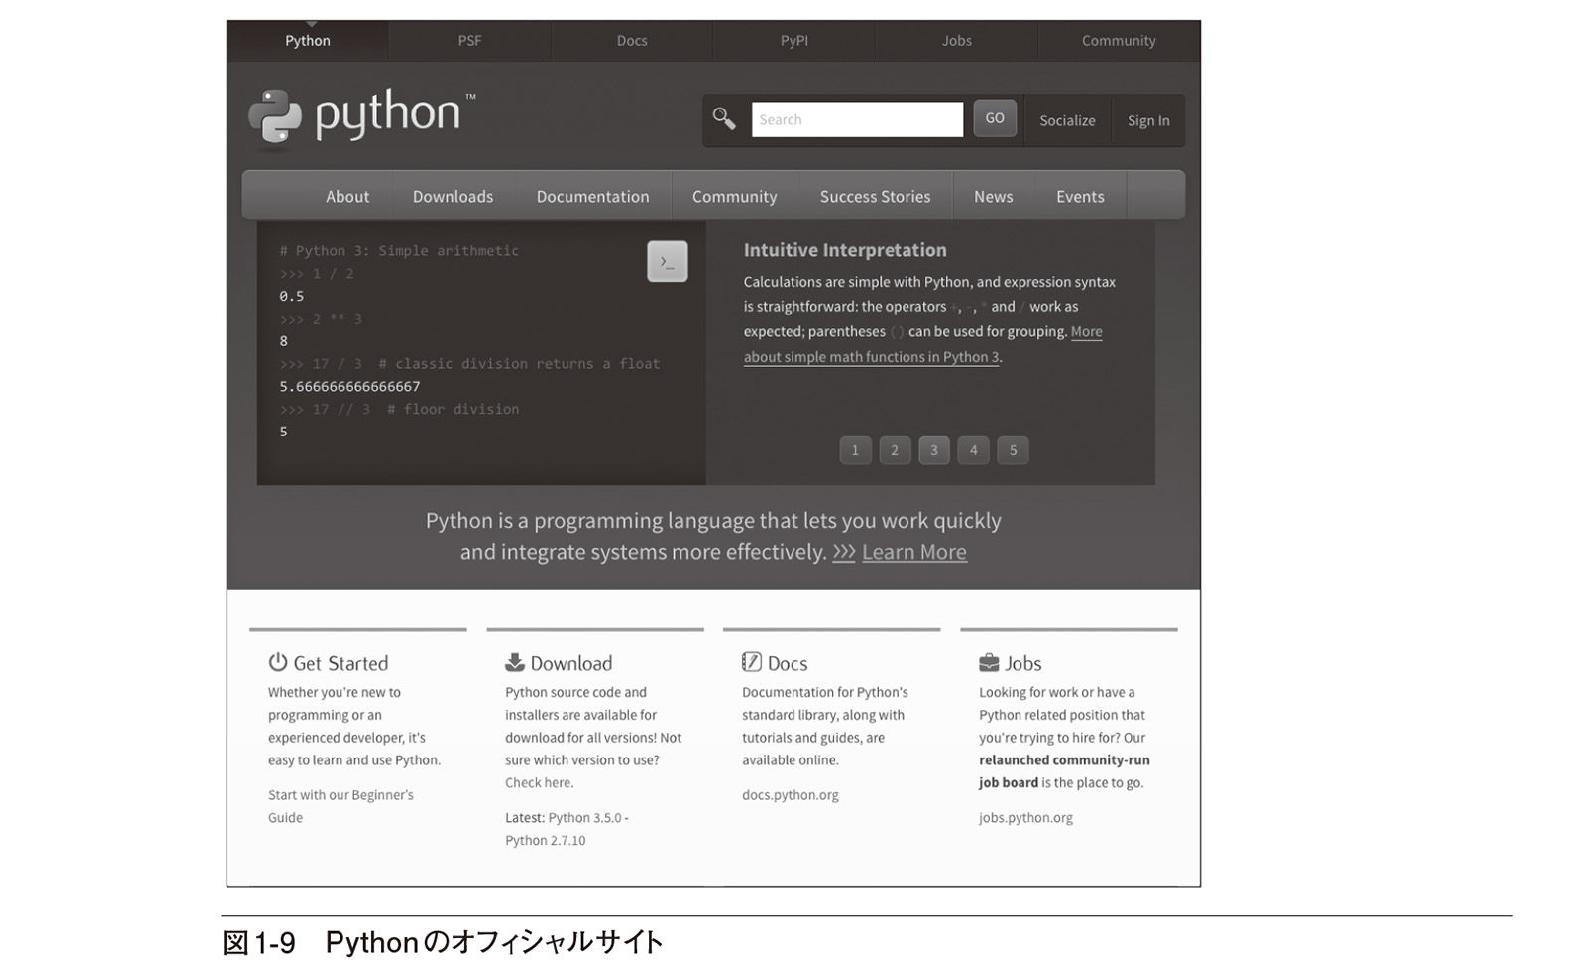 Python PSF Docs PyPI Jobs Community
python™
Search GO Socialize Sign In
About Downloads Documentation Community Success Stories News Events
# Python 3: Simple arithmetic
>>> 1 / 2
0.5
>>> 2 ** 3
8
>>> 17 / 3  # classic division returns a float
5.666666666666667
>>> 17 // 3  # floor division
5
>_
Intuitive Interpretation
Calculations are simple with Python, and expression syntax
is straightforward: the operators +, -, * and / work as
expected; parentheses () can be used for grouping. More
about simple math functions in Python 3.
1 2 3 4 5
Python is a programming language that lets you work quickly
and integrate systems more effectively. >>> Learn More
Get Started
Whether you're new to
programming or an
experienced developer, it's
easy to learn and use Python.
Start with our Beginner's
Guide
Download
Python source code and
installers are available for
download for all versions! Not
sure which version to use?
Check here.
Latest: Python 3.5.0 -
Python 2.7.10
Docs
Documentation for Python's
standard library, along with
tutorials and guides, are
available online.
docs.python.org
Jobs
Looking for work or have a
Python related position that
you're trying to hire for? Our
relaunched community-run
job board is the place to go.
jobs.python.org
図1-9 Pythonのオフィシャルサイト